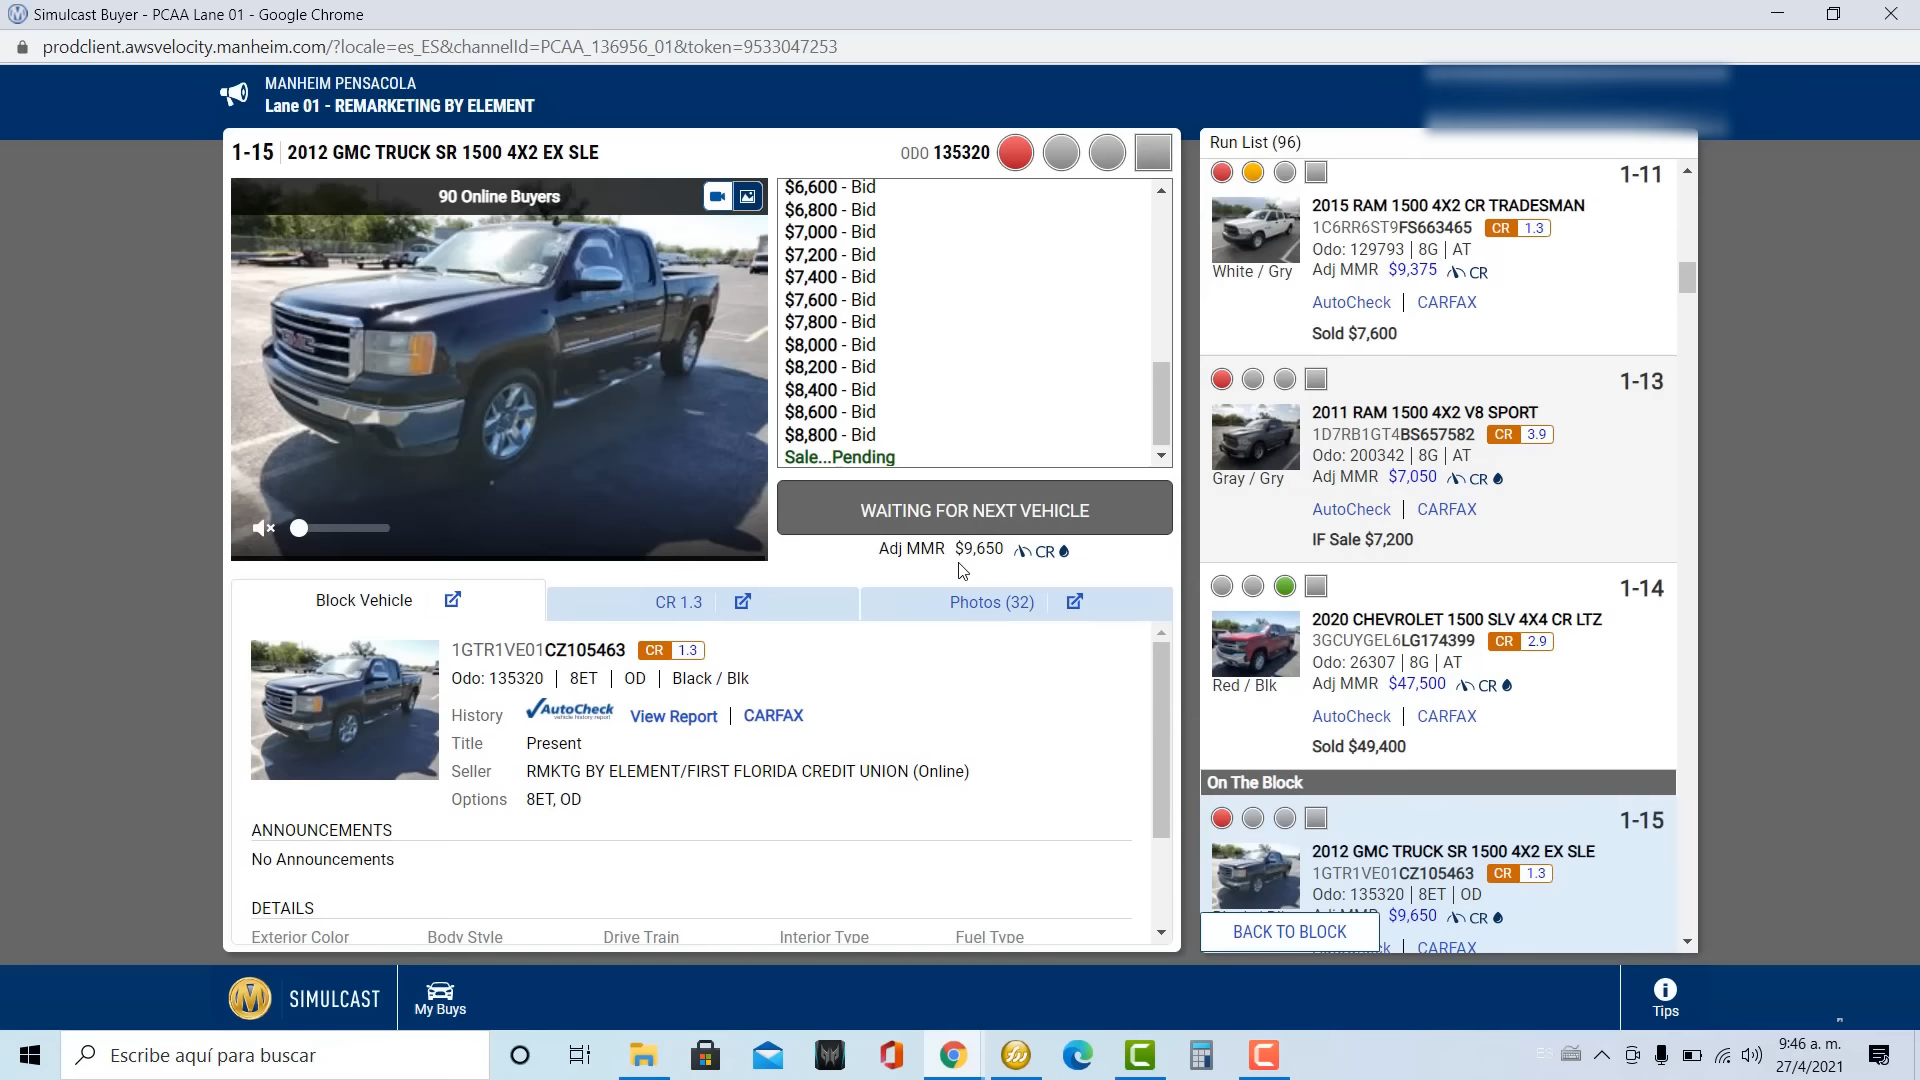 Simulcast Buyer - PCAA Lane 01 - Google Chrome
prodclient.awsvelocity.manheim.com/?locale=es_ES&channelId=PCAA_136956_01&token=9533047253
MANHEIM PENSACOLA
Lane 01 - REMARKETING BY ELEMENT
1-15 2012 GMC TRUCK SR 1500 4X2 EX SLE ODO 135320
90 Online Buyers
GMC
$6,600 - Bid
$6,800 - Bid
$7,000 - Bid
$7,200 - Bid
$7,400 - Bid
$7,600 - Bid
$7,800 - Bid
$8,000 - Bid
$8,200 - Bid
$8,400 - Bid
$8,600 - Bid
$8,800 - Bid
Sale...Pending
WAITING FOR NEXT VEHICLE
Adj MMR $9,650 CR
Block Vehicle
CR 1.3
Photos (32)
1GTR1VE01CZ105463 CR 1.3
Odo: 135320 | 8ET | OD | Black / Blk
History AutoCheck vehicle history report View Report | CARFAX
Title Present
Seller RMKTG BY ELEMENT/FIRST FLORIDA CREDIT UNION (Online)
Options 8ET, OD
ANNOUNCEMENTS
No Announcements
DETAILS
Exterior Color Body Style Drive Train Interior Type Fuel Type
Run List (96)
1-11
2015 RAM 1500 4X2 CR TRADESMAN
1C6RR6ST9FS663465 CR 1.3
Odo: 129793 | 8G | AT
White / Gry
Adj MMR $9,375 CR
AutoCheck | CARFAX
Sold $7,600
1-13
2011 RAM 1500 4X2 V8 SPORT
1D7RB1GT4BS657582 CR 3.9
Odo: 200342 | 8G | AT
Gray / Gry
Adj MMR $7,050 CR
AutoCheck | CARFAX
IF Sale $7,200
1-14
2020 CHEVROLET 1500 SLV 4X4 CR LTZ
3GCUYGEL6LG174399 CR 2.9
Odo: 26307 | 8G | AT
Red / Blk
Adj MMR $47,500 CR
AutoCheck | CARFAX
Sold $49,400
On The Block
1-15
2012 GMC TRUCK SR 1500 4X2 EX SLE
1GTR1VE01CZ105463 CR 1.3
Odo: 135320 | 8ET | OD
$9,650 CR
CARFAX
BACK TO BLOCK
SIMULCAST
My Buys
Tips
Escribe aquí para buscar
ES
9:46 a. m.
27/4/2021